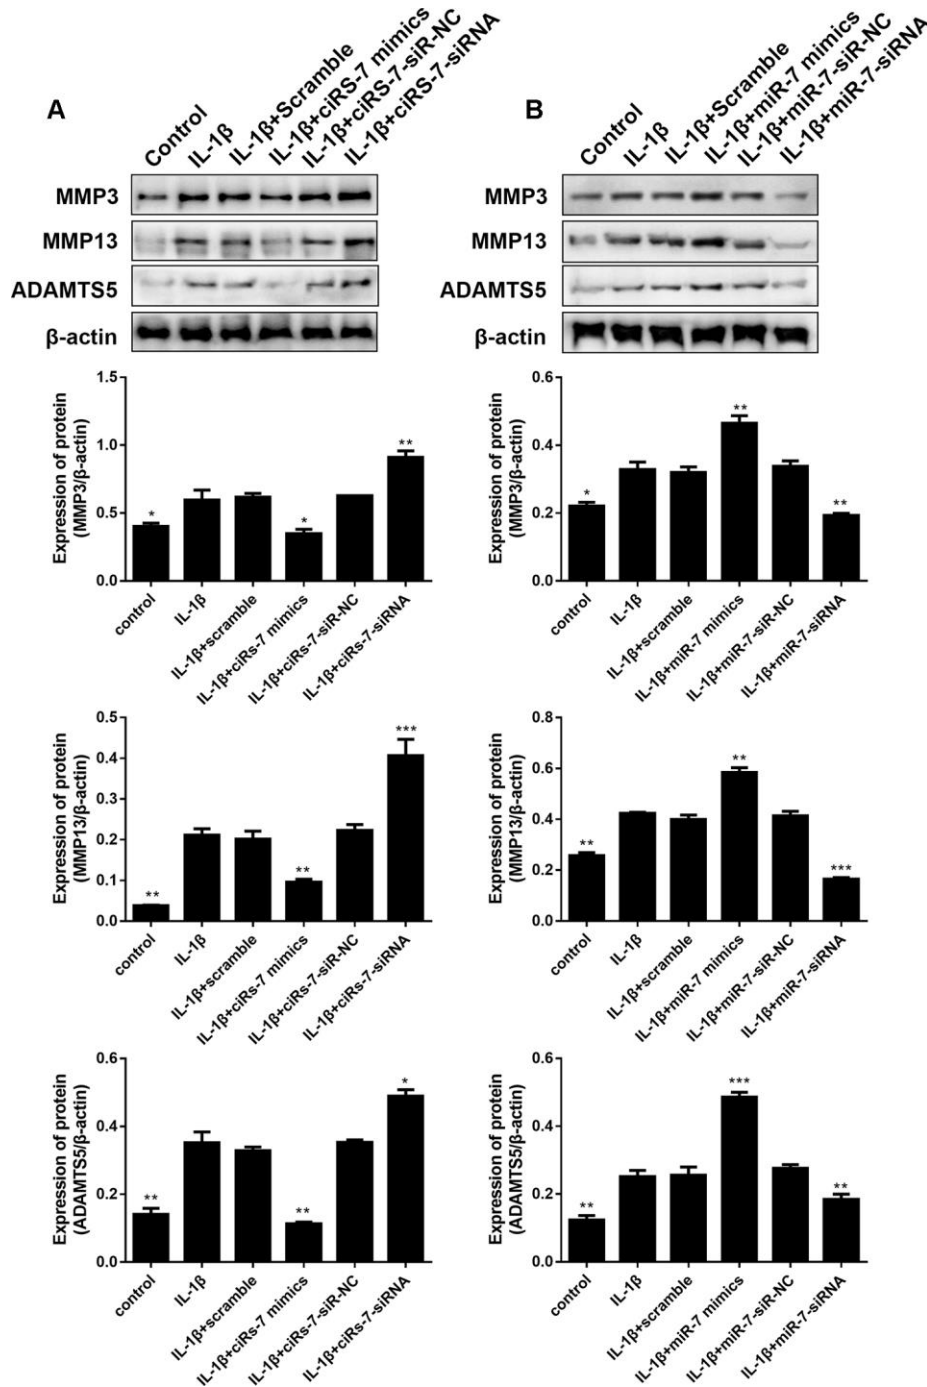 A
Control
IL-1β
IL-1β+Scramble
IL-1β+ciRS-7 mimics
IL-1β+ciRS-7-siR-NC
IL-1β+ciRS-7-siRNA
MMP3
MMP13
ADAMTS5
β-actin
B
Control
IL-1β
IL-1β+Scramble
IL-1β+miR-7 mimics
IL-1β+miR-7-siR-NC
IL-1β+miR-7-siRNA
MMP3
MMP13
ADAMTS5
β-actin
Expression of protein
(MMP3/β-actin)
1.5
1.0
0.5
0.0
*
*
**
control
IL-1β
IL-1β+scramble
IL-1β+ciRs-7 mimics
IL-1β+ciRs-7-siR-NC
IL-1β+ciRs-7-siRNA
Expression of protein
(MMP3/β-actin)
0.6
0.4
0.2
0.0
*
**
**
control
IL-1β
IL-1β+scramble
IL-1β+miR-7 mimics
IL-1β+miR-7-siR-NC
IL-1β+miR-7-siRNA
Expression of protein
(MMP13/β-actin)
0.5
0.4
0.3
0.2
0.1
0.0
**
**
***
control
IL-1β
IL-1β+scramble
IL-1β+ciRs-7 mimics
IL-1β+ciRs-7-siR-NC
IL-1β+ciRs-7-siRNA
Expression of protein
(MMP13/β-actin)
0.8
0.6
0.4
0.2
0.0
**
**
***
control
IL-1β
IL-1β+scramble
IL-1β+miR-7 mimics
IL-1β+miR-7-siR-NC
IL-1β+miR-7-siRNA
Expression of protein
(ADAMTS5/β-actin)
0.6
0.4
0.2
0.0
**
**
*
control
IL-1β
IL-1β+scramble
IL-1β+ciRs-7 mimics
IL-1β+ciRs-7-siR-NC
IL-1β+ciRs-7-siRNA
Expression of protein
(ADAMTS5/β-actin)
0.6
0.4
0.2
0.0
**
***
**
control
IL-1β
IL-1β+scramble
IL-1β+miR-7 mimics
IL-1β+miR-7-siR-NC
IL-1β+miR-7-siRNA